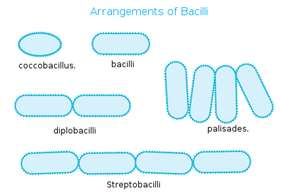 Arrangements of Bacilli
coccobacillus.
bacilli
diplobacilli
palisades.
Streptobacilli